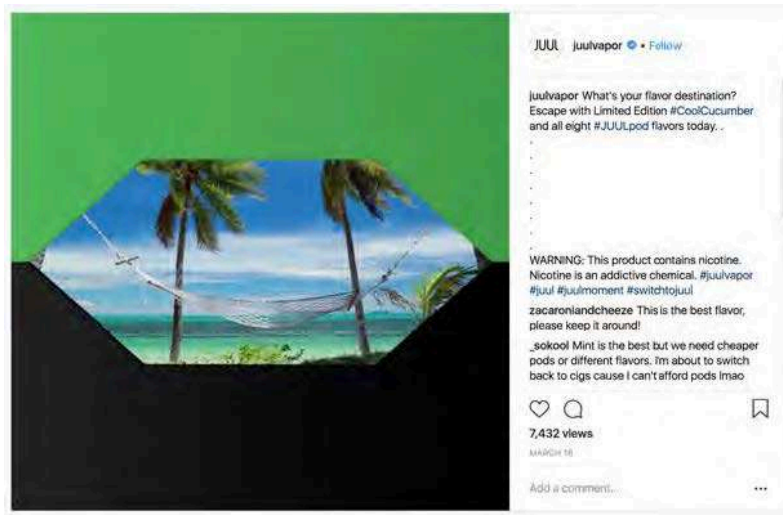 JUUL juulvapor • Follow
juulvapor What's your flavor destination?
Escape with Limited Edition #CoolCucumber
and all eight #JUULpod flavors today. .
.
.
.
.
.
.
.
.
WARNING: This product contains nicotine.
Nicotine is an addictive chemical. #juulvapor
#juul #juulmoment #switchtojuul
zacaroniandcheeze This is the best flavor,
please keep it around!
_sokool Mint is the best but we need cheaper
pods or different flavors. I'm about to switch
back to cigs cause I can't afford pods lmao
7,432 views
MARCH 16
Add a comment...